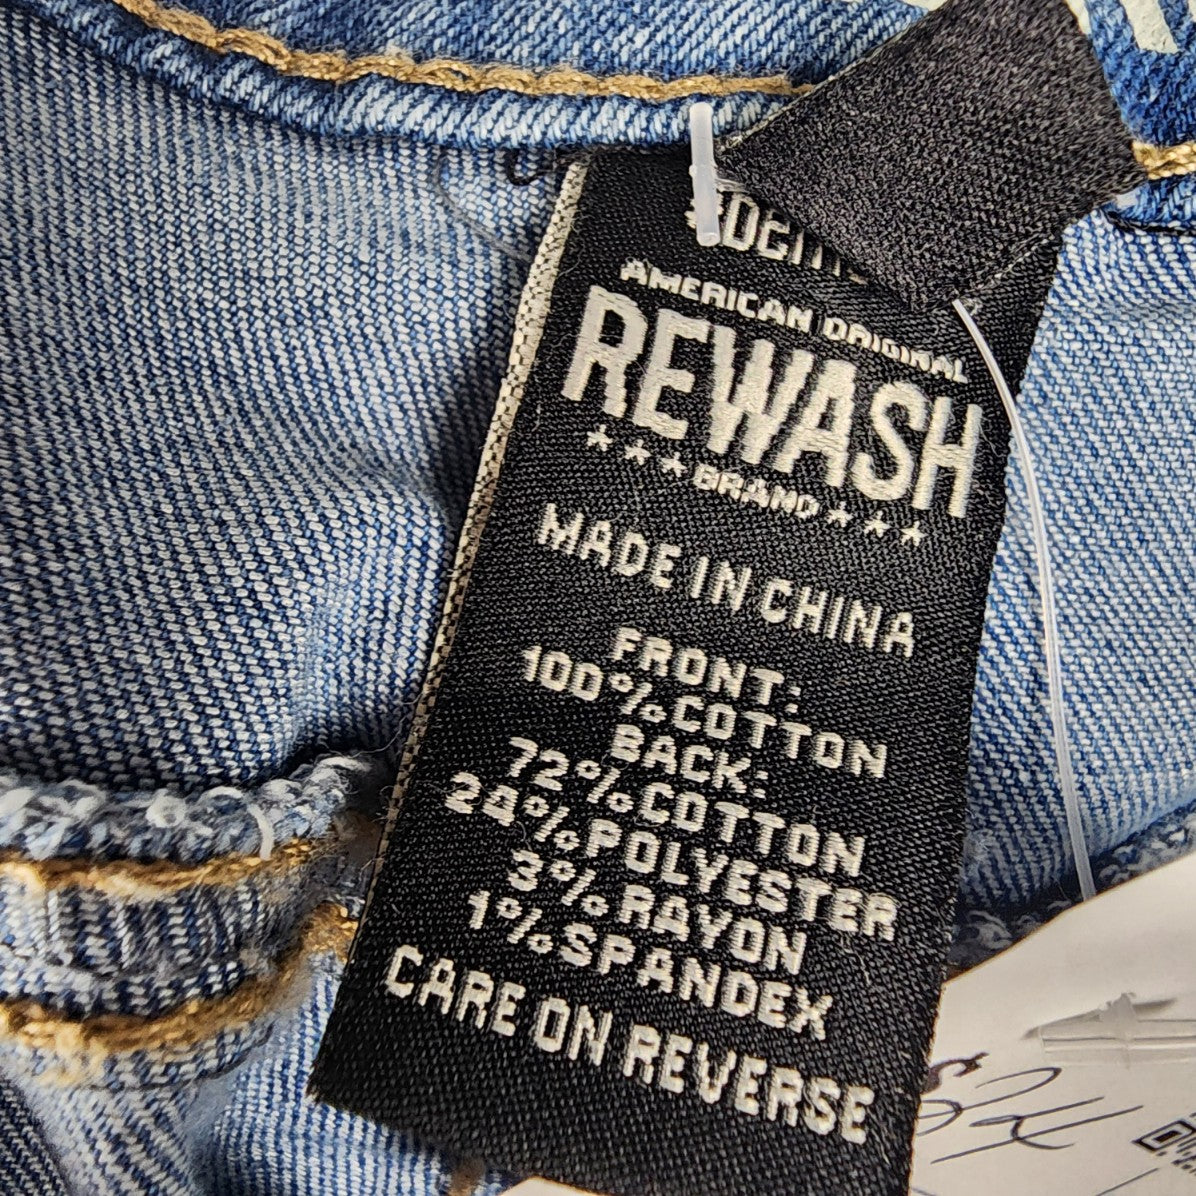 AMERICAN ORIGINAL
REWASH
BRAND
MADE IN CHINA
FRONT:
100% COTTON
BACK:
72% COTTON
24% POLYESTER
3% RAYON
1% SPANDEX
CARE ON REVERSE